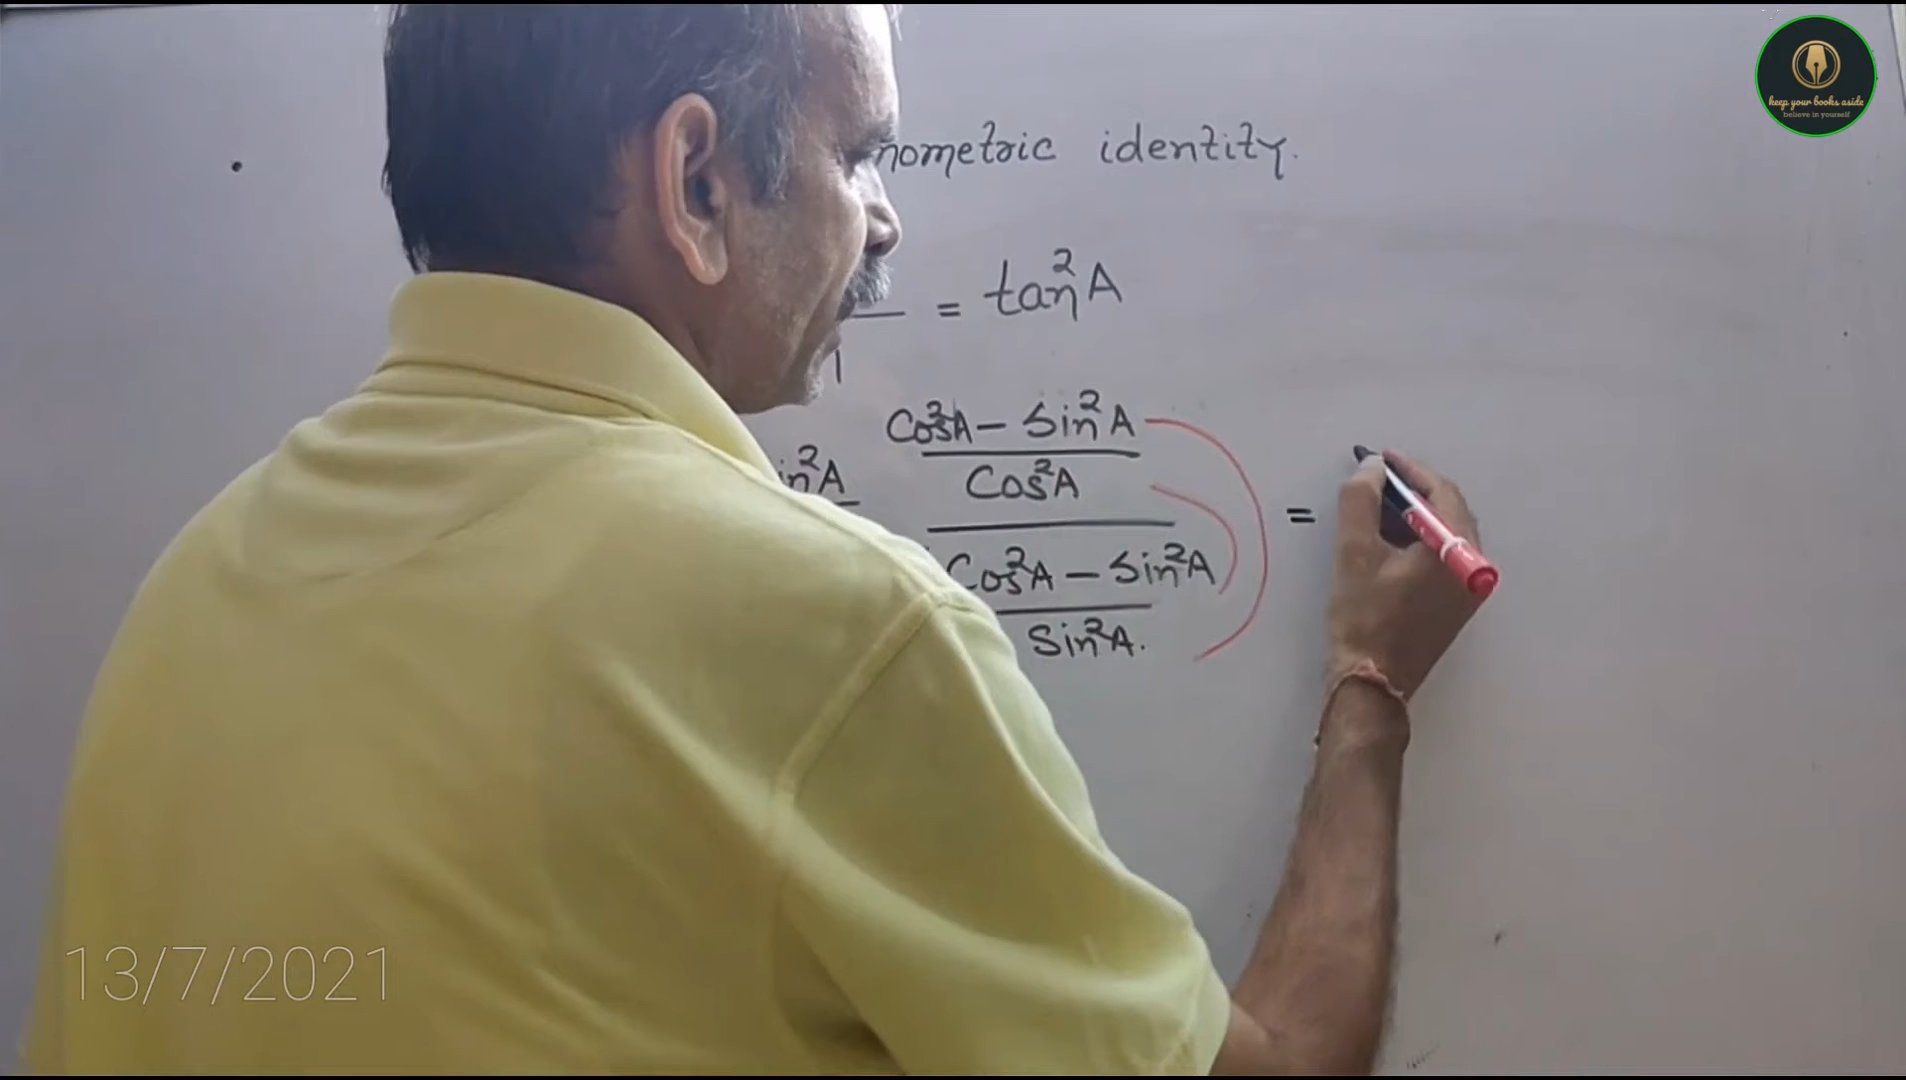 keep your books aside
believe in yourself
nometric identity.
= tan²A
1
Cos²A - Sin²A
Cos²A
in²A
=
Cos²A - Sin²A
Sin²A.
13/7/2021